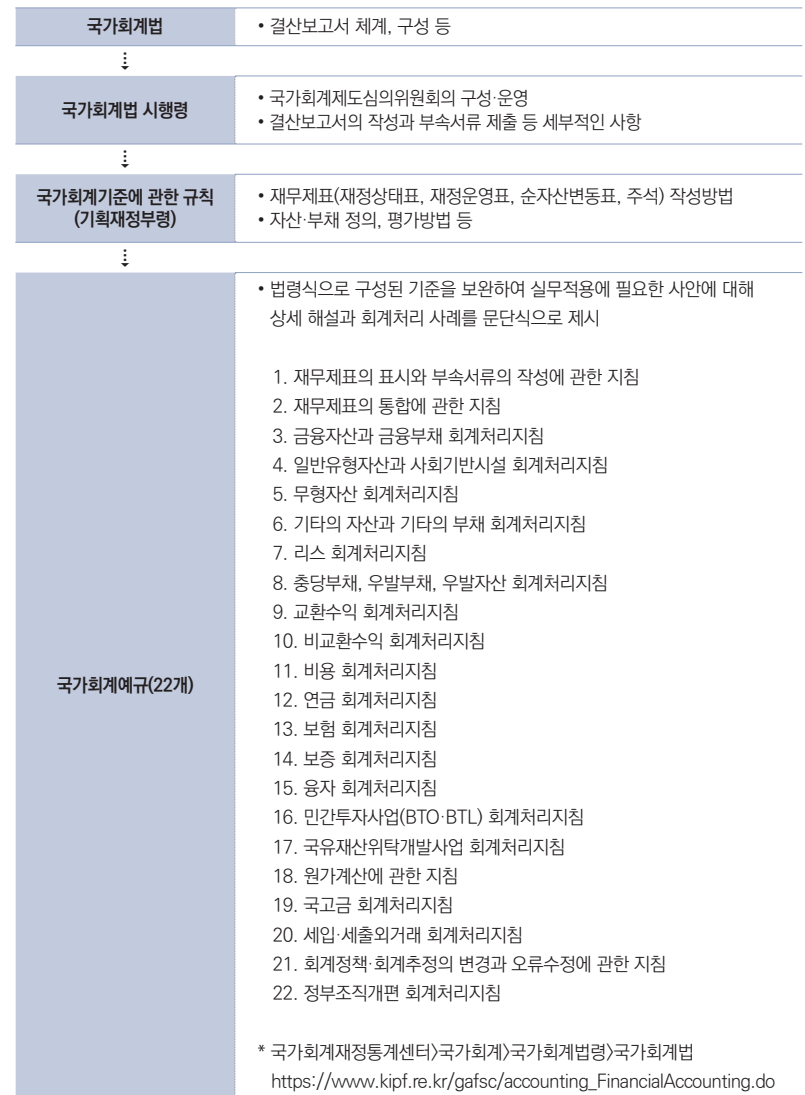 국가회계법
• 결산보고서 체계, 구성 등
국가회계법 시행령
• 국가회계제도심의위원회의 구성·운영
• 결산보고서의 작성과 부속서류 제출 등 세부적인 사항
국가회계기준에 관한 규칙
(기획재정부령)
• 재무제표(재정상태표, 재정운영표, 순자산변동표, 주석) 작성방법
• 자산·부채 정의, 평가방법 등
국가회계예규(22개)
• 법령식으로 구성된 기준을 보완하여 실무적용에 필요한 사안에 대해
상세 해설과 회계처리 사례를 문단식으로 제시
1. 재무제표의 표시와 부속서류의 작성에 관한 지침
2. 재무제표의 통합에 관한 지침
3. 금융자산과 금융부채 회계처리지침
4. 일반유형자산과 사회기반시설 회계처리지침
5. 무형자산 회계처리지침
6. 기타의 자산과 기타의 부채 회계처리지침
7. 리스 회계처리지침
8. 충당부채, 우발부채, 우발자산 회계처리지침
9. 교환수익 회계처리지침
10. 비교환수익 회계처리지침
11. 비용 회계처리지침
12. 연금 회계처리지침
13. 보험 회계처리지침
14. 보증 회계처리지침
15. 융자 회계처리지침
16. 민간투자사업(BTO·BTL) 회계처리지침
17. 국유재산위탁개발사업 회계처리지침
18. 원가계산에 관한 지침
19. 국고금 회계처리지침
20. 세입·세출외거래 회계처리지침
21. 회계정책·회계추정의 변경과 오류수정에 관한 지침
22. 정부조직개편 회계처리지침
* 국가회계재정통계센터〉국가회계〉국가회계법령〉국가회계법
https://www.kipf.re.kr/gafsc/accounting_FinancialAccounting.do